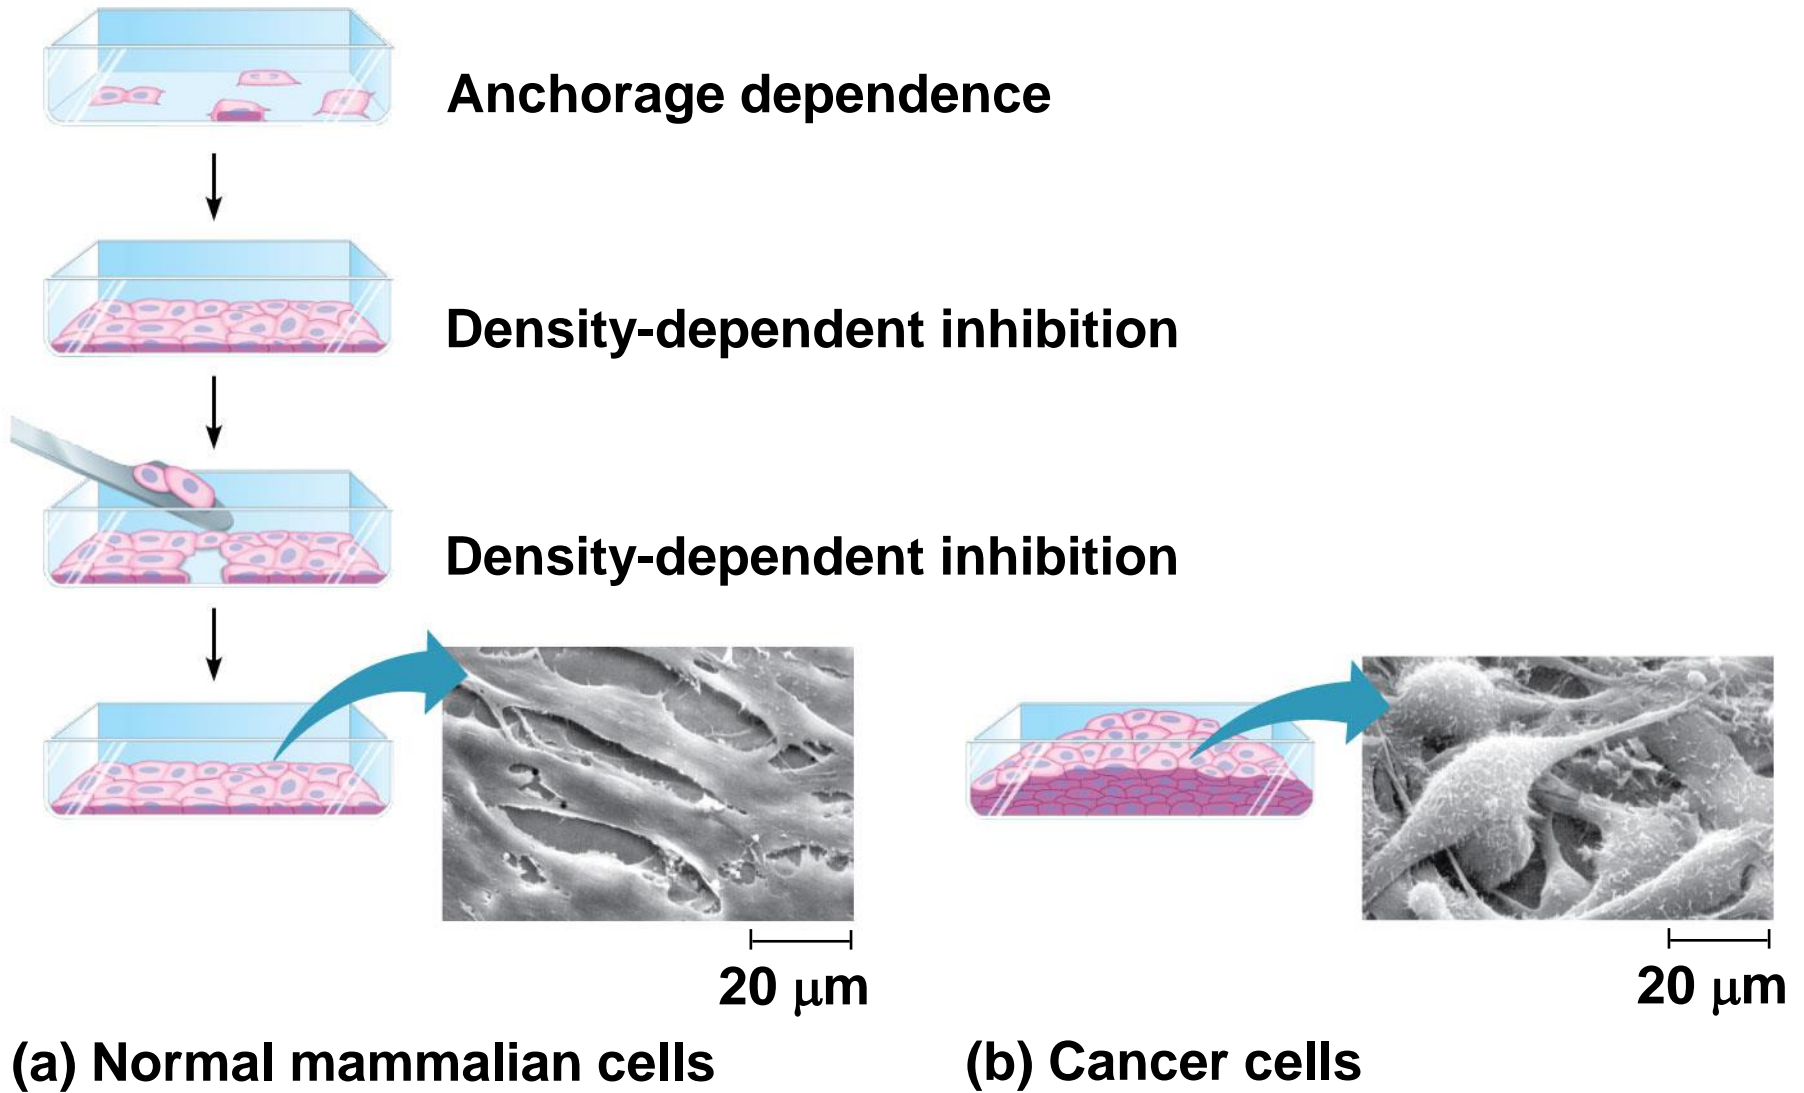 Anchorage dependence
Density-dependent inhibition
Density-dependent inhibition
20 μm
20 μm
(a) Normal mammalian cells
(b) Cancer cells